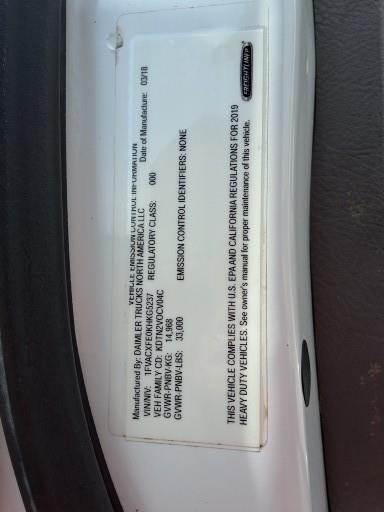 VEHICLE EMISSION CONTROL INFORMATION
Manufactured By: DAIMLER TRUCKS NORTH AMERICA LLC Date of Manufacture: 03/18
VIN/NIV: 1FVACXFE0KHKG5237 REGULATORY CLASS: 000
VEH FAMILY CD: KDTN2VOCV04C
GVWR-PNBV-KG: 14,968
GVWR-PNBV-LBS: 33,000 EMISSION CONTROL IDENTIFIERS: NONE
THIS VEHICLE COMPLIES WITH U.S. EPA AND CALIFORNIA REGULATIONS FOR 2019
HEAVY DUTY VEHICLES. See owner's manual for proper maintenance of this vehicle.
FREIGHTLINER